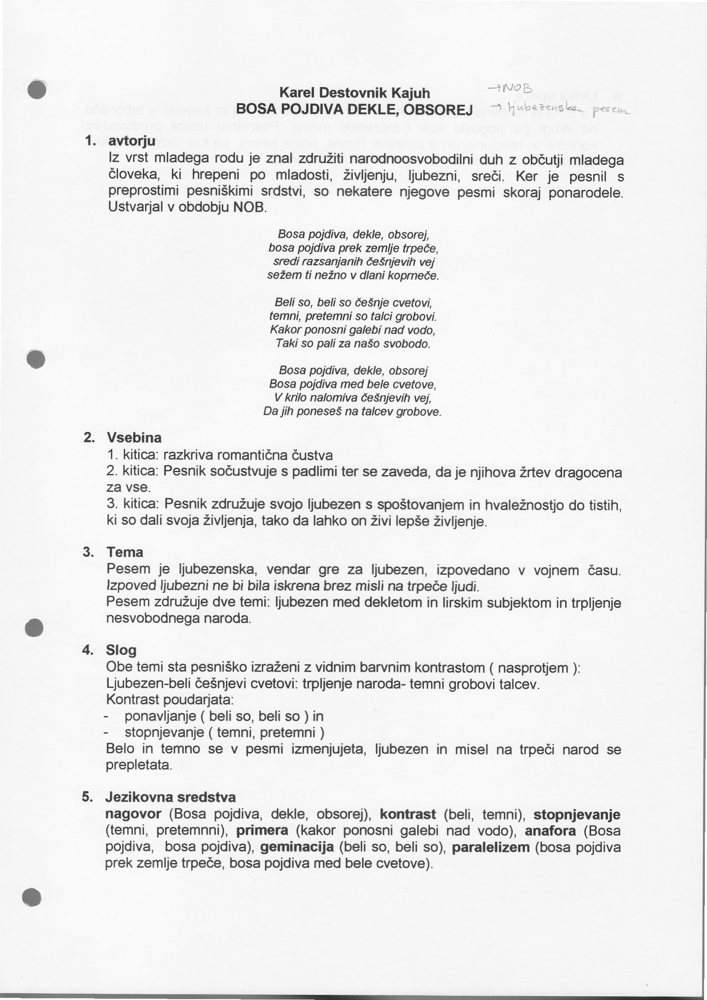 Karel Destovnik Kajuh →NOB
BOSA POJDIVA DEKLE, OBSOREJ → ljubezenska pesem
1. avtorju
Iz vrst mladega rodu je znal združiti narodnoosvobodilni duh z občutji mladega
človeka, ki hrepeni po mladosti, življenju, ljubezni, sreči. Ker je pesnil s
preprostimi pesniškimi srdstvi, so nekatere njegove pesmi skoraj ponarodele.
Ustvarjal v obdobju NOB.
Bosa pojdiva, dekle, obsorej,
bosa pojdiva prek zemlje trpeče,
sredi razsanjanih češnjevih vej
sežem ti nežno v dlani koprneče.
Beli so, beli so češnje cvetovi,
temni, pretemni so talci grobovi.
Kakor ponosni galebi nad vodo,
Taki so pali za našo svobodo.
Bosa pojdiva, dekle, obsorej
Bosa pojdiva med bele cvetove,
V krilo nalomiva češnjevih vej,
Da jih poneseš na talcev grobove.
2. Vsebina
1. kitica: razkriva romantična čustva
2. kitica: Pesnik sočustvuje s padlimi ter se zaveda, da je njihova žrtev dragocena
za vse.
3. kitica: Pesnik združuje svojo ljubezen s spoštovanjem in hvaležnostjo do tistih,
ki so dali svoja življenja, tako da lahko on živi lepše življenje.
3. Tema
Pesem je ljubezenska, vendar gre za ljubezen, izpovedano v vojnem času.
Izpoved ljubezni ne bi bila iskrena brez misli na trpeče ljudi.
Pesem združuje dve temi: ljubezen med dekletom in lirskim subjektom in trpljenje
nesvobodnega naroda.
4. Slog
Obe temi sta pesniško izraženi z vidnim barvnim kontrastom ( nasprotjem ):
Ljubezen-beli češnjevi cvetovi: trpljenje naroda- temni grobovi talcev.
Kontrast poudarjata:
- ponavljanje ( beli so, beli so ) in
- stopnjevanje ( temni, pretemni )
Belo in temno se v pesmi izmenjujeta, ljubezen in misel na trpeči narod se
prepletata.
5. Jezikovna sredstva
nagovor (Bosa pojdiva, dekle, obsorej), kontrast (beli, temni), stopnjevanje
(temni, pretemnni), primera (kakor ponosni galebi nad vodo), anafora (Bosa
pojdiva, bosa pojdiva), geminacija (beli so, beli so), paralelizem (bosa pojdiva
prek zemlje trpeče, bosa pojdiva med bele cvetove).